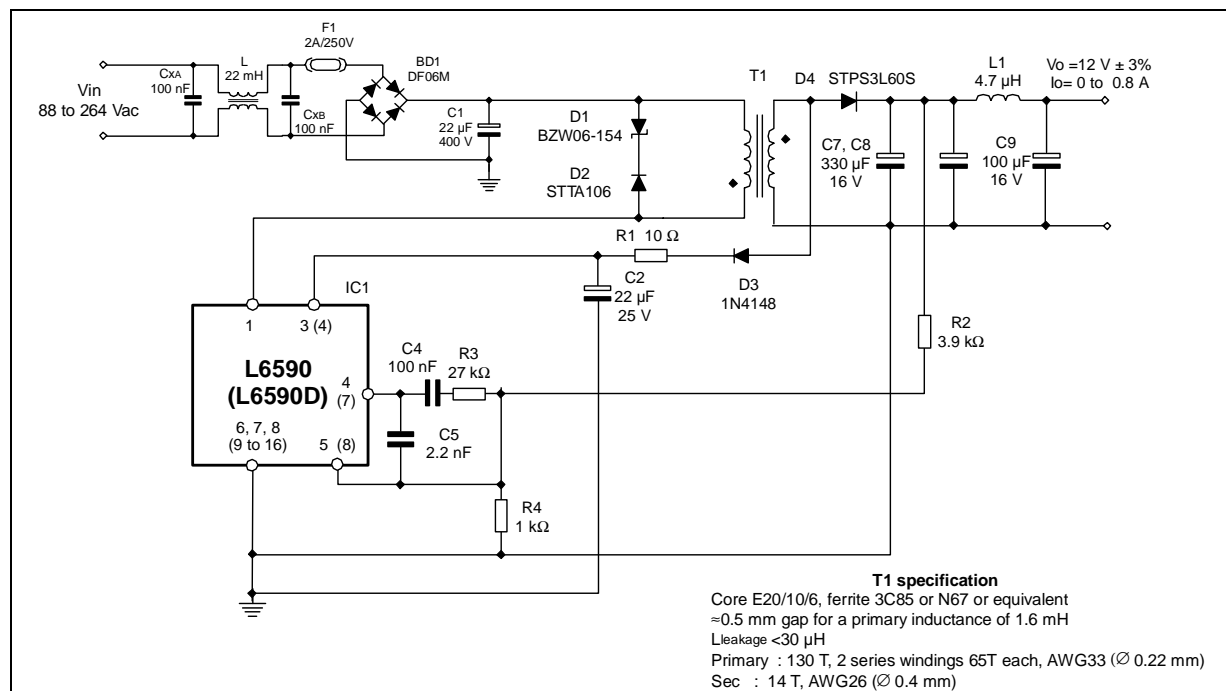 F1
2A/250V
L
22 mH
CXA
100 nF
CXB
100 nF
BD1
DF06M
Vin
88 to 264 Vac
C1
22 µF
400 V
D1
BZW06-154
D2
STTA106
T1
D4
STPS3L60S
L1
4.7 µH
Vo =12 V ± 3%
Io= 0 to 0.8 A
C7, C8
330 µF
16 V
C9
100 µF
16 V
R1 10 Ω
D3
1N4148
C2
22 µF
25 V
R2
3.9 kΩ
IC1
1
3 (4)
L6590
(L6590D)
4
(7)
6, 7, 8
(9 to 16)
5 (8)
C4
100 nF
R3
27 kΩ
C5
2.2 nF
R4
1 kΩ
T1 specification
Core E20/10/6, ferrite 3C85 or N67 or equivalent
≈0.5 mm gap for a primary inductance of 1.6 mH
Lleakage <30 µH
Primary : 130 T, 2 series windings 65T each, AWG33 (∅ 0.22 mm)
Sec : 14 T, AWG26 (∅ 0.4 mm)